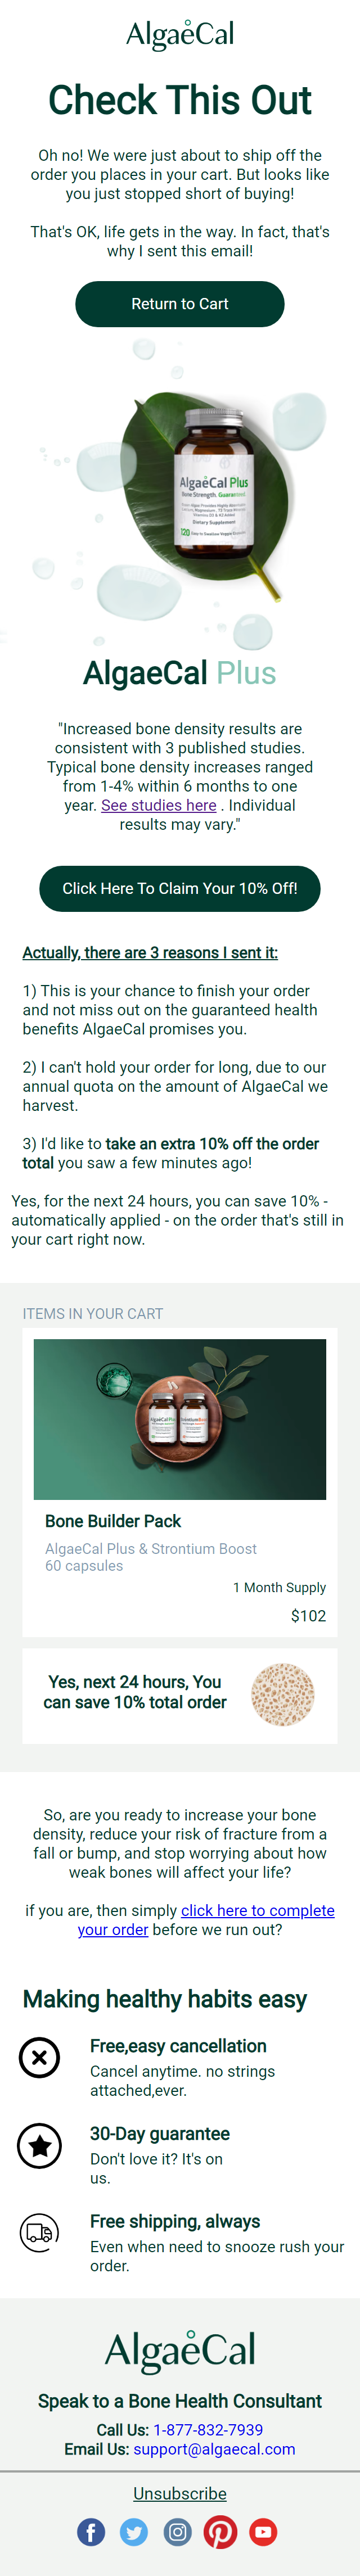 AlgaeCal
Check This Out
Oh no! We were just about to ship off the
order you places in your cart. But looks like
you just stopped short of buying!
That's OK, life gets in the way. In fact, that's
why I sent this email!
Return to Cart
AlgaeCal Plus
Bone Strength. Guaranteed.
Dietary Supplement
120
AlgaeCal Plus
"Increased bone density results are
consistent with 3 published studies.
Typical bone density increases ranged
from 1-4% within 6 months to one
year. See studies here . Individual
results may vary."
Click Here To Claim Your 10% Off!
Actually, there are 3 reasons I sent it:
1) This is your chance to finish your order
and not miss out on the guaranteed health
benefits AlgaeCal promises you.
2) I can't hold your order for long, due to our
annual quota on the amount of AlgaeCal we
harvest.
3) I'd like to take an extra 10% off the order
total you saw a few minutes ago!
Yes, for the next 24 hours, you can save 10% -
automatically applied - on the order that's still in
your cart right now.
ITEMS IN YOUR CART
Bone Builder Pack
AlgaeCal Plus & Strontium Boost
60 capsules
1 Month Supply
$102
Yes, next 24 hours, You
can save 10% total order
So, are you ready to increase your bone
density, reduce your risk of fracture from a
fall or bump, and stop worrying about how
weak bones will affect your life?
if you are, then simply click here to complete
your order before we run out?
Making healthy habits easy
Free,easy cancellation
Cancel anytime. no strings
attached,ever.
30-Day guarantee
Don't love it? It's on
us.
Free shipping, always
Even when need to snooze rush your
order.
AlgaeCal
Speak to a Bone Health Consultant
Call Us: 1-877-832-7939
Email Us: support@algaecal.com
Unsubscribe